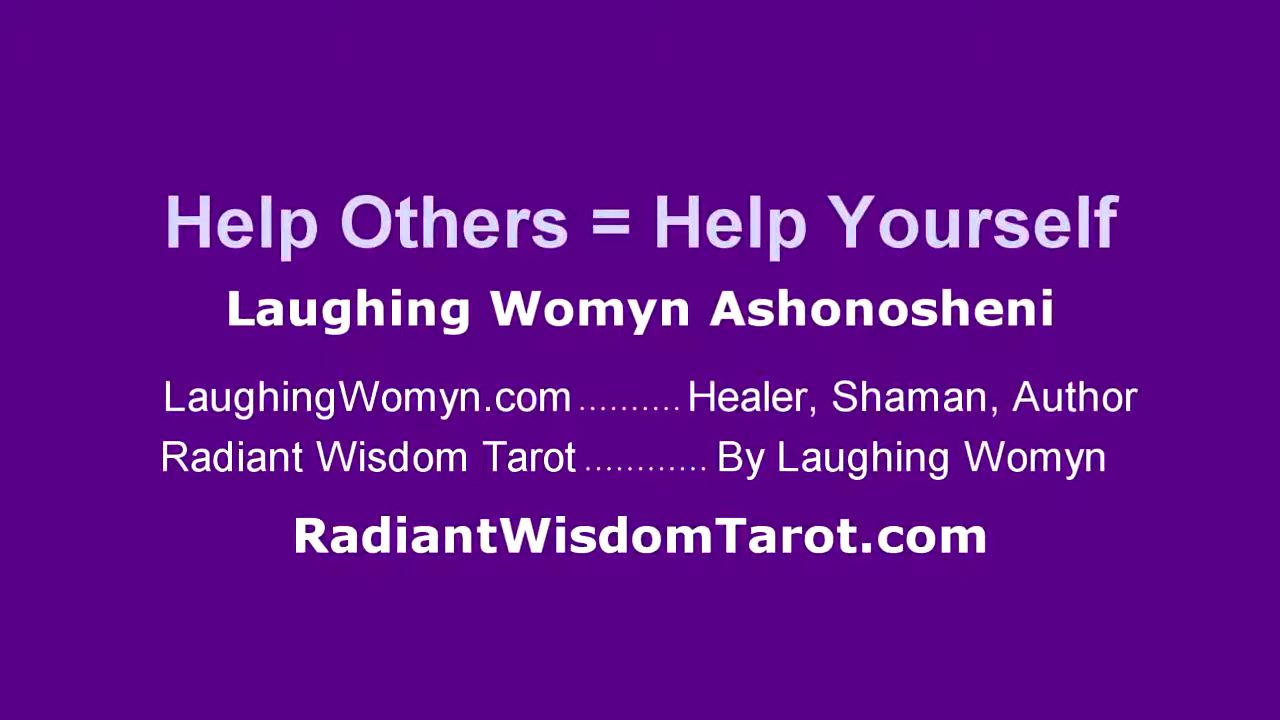 Help Others = Help Yourself
Laughing Womyn Ashonosheni
LaughingWomyn.com .......... Healer, Shaman, Author
Radiant Wisdom Tarot ............ By Laughing Womyn
RadiantWisdomTarot.com